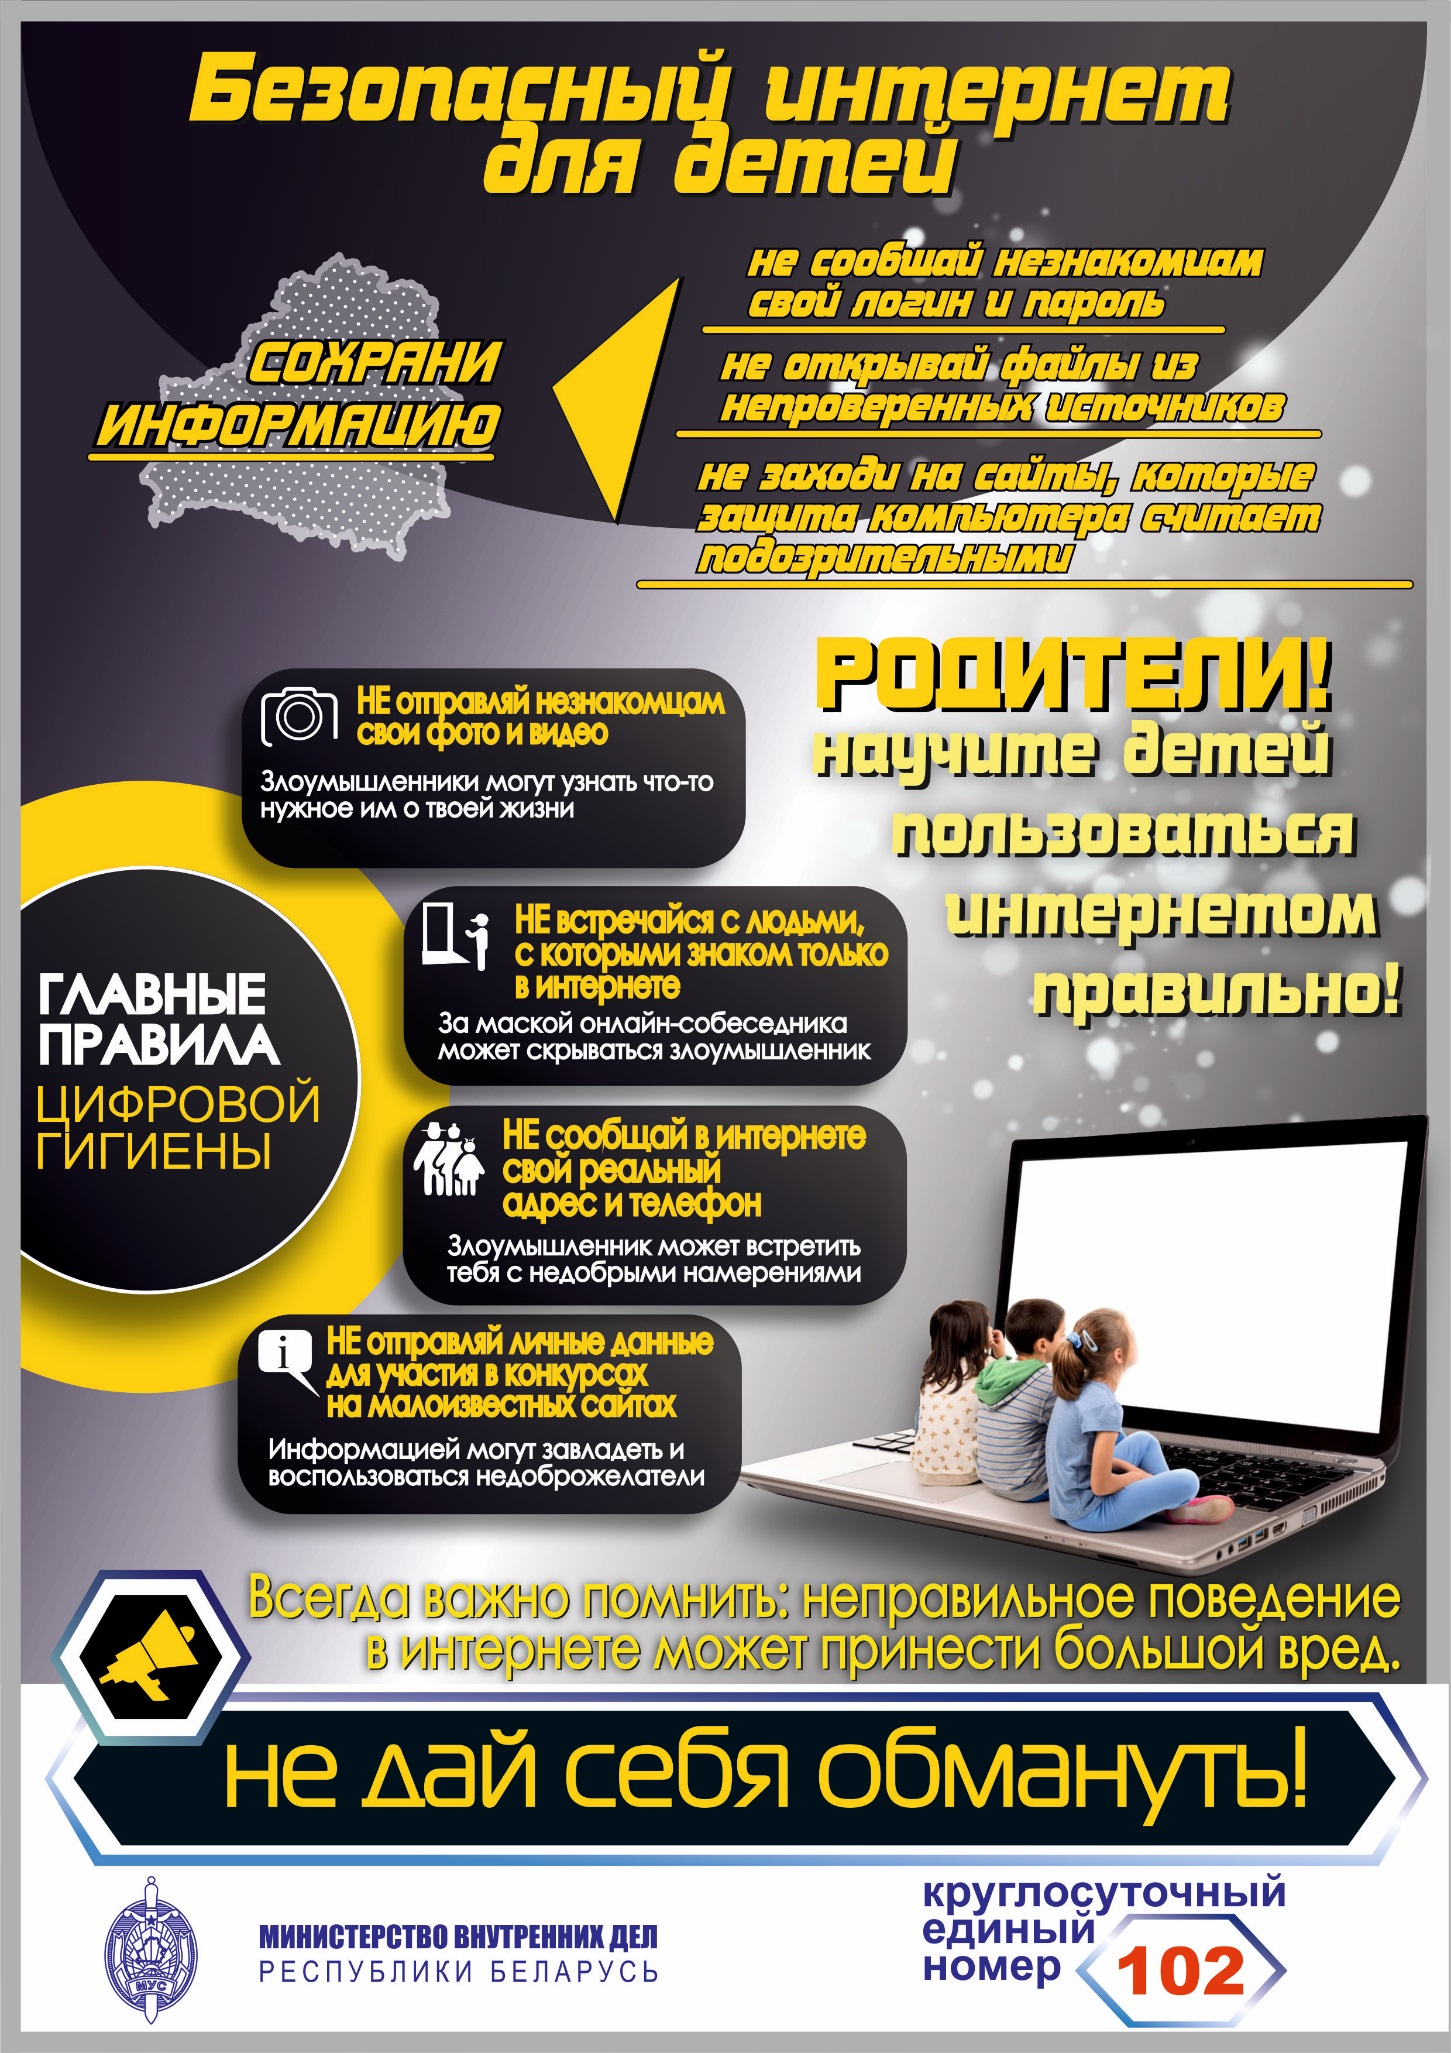 Безопасный интернет
для детей
СОХРАНИ
ИНФОРМАЦИЮ
не сообщай незнакомцам
свой логин и пароль
не открывай файлы из
непроверенных источников
не заходи на сайты, которые
защита компьютера считает
подозрительными
РОДИТЕЛИ!
научите детей
пользоваться
интернетом
правильно!
ГЛАВНЫЕ
ПРАВИЛА
ЦИФРОВОЙ
ГИГИЕНЫ
НЕ отправляй незнакомцам
свои фото и видео
Злоумышленники могут узнать что-то
нужное им о твоей жизни
НЕ встречайся с людьми,
с которыми знаком только
в интернете
За маской онлайн-собеседника
может скрываться злоумышленник
НЕ сообщай в интернете
свой реальный
адрес и телефон
Злоумышленник может встретить
тебя с недобрыми намерениями
i
НЕ отправляй личные данные
для участия в конкурсах
на малоизвестных сайтах
Информацией могут завладеть и
воспользоваться недоброжелатели
Всегда важно помнить: неправильное поведение
в интернете может принести большой вред.
не дай себя обмануть!
МУС
МИНИСТЕРСТВО ВНУТРЕННИХ ДЕЛ
РЕСПУБЛИКИ БЕЛАРУСЬ
круглосуточный
единый
номер
102